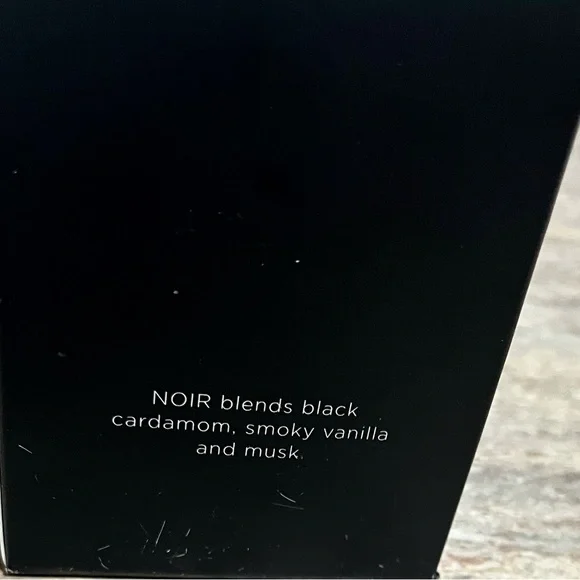 NOIR blends black
cardamom, smoky vanilla
and musk.